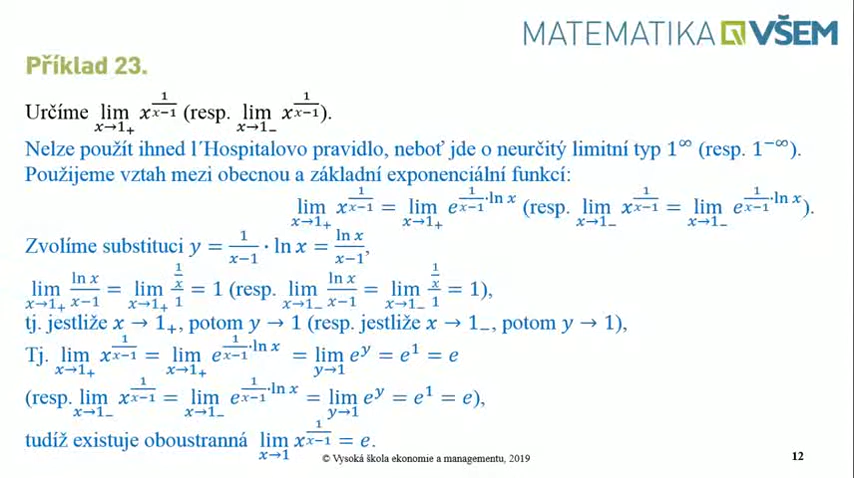 MATEMATIKA VŠEM
Příklad 23.
Určíme lim_{x→1₊} x^{1/(x−1)} (resp. lim_{x→1₋} x^{1/(x−1)}).
Nelze použít ihned l´Hospitalovo pravidlo, neboť jde o neurčitý limitní typ 1^∞ (resp. 1^{−∞}).
Použijeme vztah mezi obecnou a základní exponenciální funkcí:
lim_{x→1₊} x^{1/(x−1)} = lim_{x→1₊} e^{1/(x−1)·ln x} (resp. lim_{x→1₋} x^{1/(x−1)} = lim_{x→1₋} e^{1/(x−1)·ln x}).
Zvolíme substituci y = 1/(x−1) · ln x = ln x/(x−1),
lim_{x→1₊} ln x/(x−1) = lim_{x→1₊} (1/x)/1 = 1 (resp. lim_{x→1₋} ln x/(x−1) = lim_{x→1₋} (1/x)/1 = 1),
tj. jestliže x → 1₊, potom y → 1 (resp. jestliže x → 1₋, potom y → 1),
Tj. lim_{x→1₊} x^{1/(x−1)} = lim_{x→1₊} e^{1/(x−1)·ln x} = lim_{y→1} e^y = e^1 = e
(resp. lim_{x→1₋} x^{1/(x−1)} = lim_{x→1₋} e^{1/(x−1)·ln x} = lim_{y→1} e^y = e^1 = e),
tudíž existuje oboustranná lim_{x→1} x^{1/(x−1)} = e.
© Vysoká škola ekonomie a managementu, 2019
12